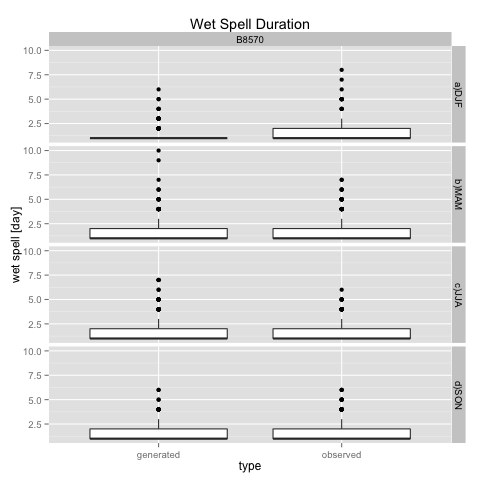 Wet Spell Duration
B8570
wet spell [day]
10.0
7.5
5.0
2.5
a)DJF
10.0
7.5
5.0
2.5
b)MAM
10.0
7.5
5.0
2.5
c)JJA
10.0
7.5
5.0
2.5
d)SON
generated observed
type